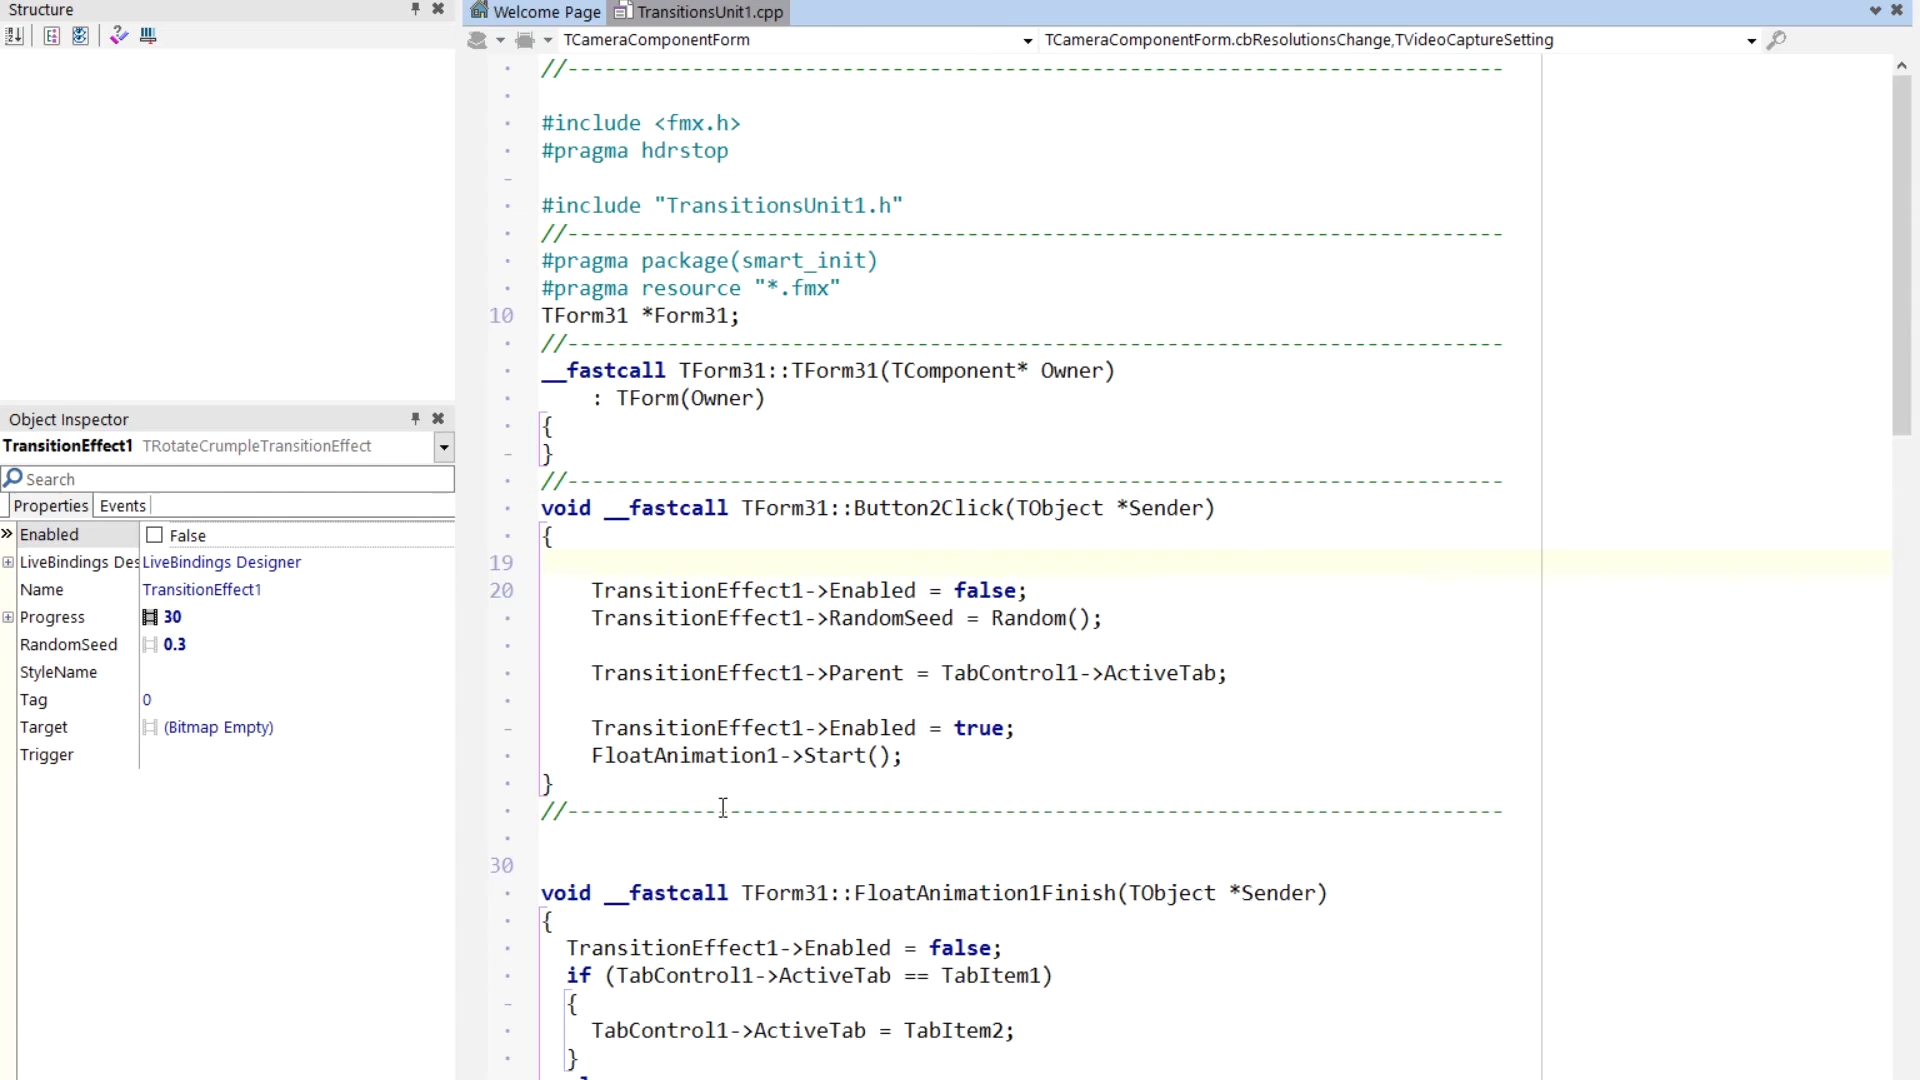 Structure
Welcome Page
TransitionsUnit1.cpp
TCameraComponentForm
TCameraComponentForm.cbResolutionsChange,TVideoCaptureSetting
//---------------------------------------------------------------------------
#include <fmx.h>
#pragma hdrstop
#include "TransitionsUnit1.h"
//---------------------------------------------------------------------------
#pragma package(smart_init)
#pragma resource "*.fmx"
10 TForm31 *Form31;
//---------------------------------------------------------------------------
__fastcall TForm31::TForm31(TComponent* Owner)
: TForm(Owner)
{
}
//---------------------------------------------------------------------------
void __fastcall TForm31::Button2Click(TObject *Sender)
{
19
20 TransitionEffect1->Enabled = false;
TransitionEffect1->RandomSeed = Random();
TransitionEffect1->Parent = TabControl1->ActiveTab;
TransitionEffect1->Enabled = true;
FloatAnimation1->Start();
}
//---------------------------------------------------------------------------
30
void __fastcall TForm31::FloatAnimation1Finish(TObject *Sender)
{
TransitionEffect1->Enabled = false;
if (TabControl1->ActiveTab == TabItem1)
{
TabControl1->ActiveTab = TabItem2;
}
Object Inspector
TransitionEffect1 TRotateCrumpleTransitionEffect
Search
Properties Events
Enabled False
LiveBindings Des LiveBindings Designer
Name TransitionEffect1
Progress 30
RandomSeed 0.3
StyleName
Tag 0
Target (Bitmap Empty)
Trigger